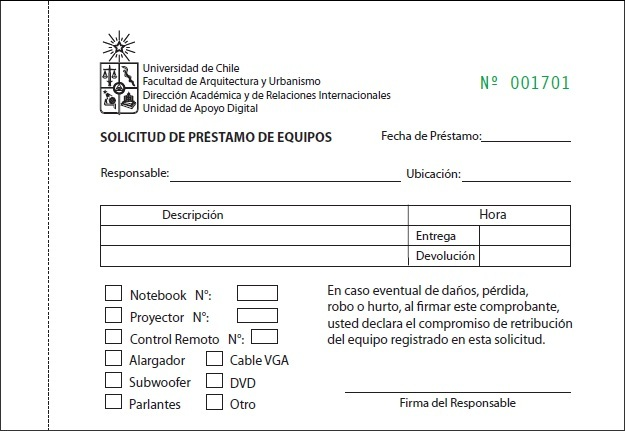 Universidad de Chile
Facultad de Arquitectura y Urbanismo
Dirección Académica y de Relaciones Internacionales
Unidad de Apoyo Digital
Nº 001701
SOLICITUD DE PRÉSTAMO DE EQUIPOS
Fecha de Préstamo:
Responsable:
Ubicación:
Descripción
Hora
Entrega
Devolución
Notebook N°:
Proyector N°:
Control Remoto N°:
Alargador
Cable VGA
Subwoofer
DVD
Parlantes
Otro
En caso eventual de daños, pérdida,
robo o hurto, al firmar este comprobante,
usted declara el compromiso de retribución
del equipo registrado en esta solicitud.
Firma del Responsable